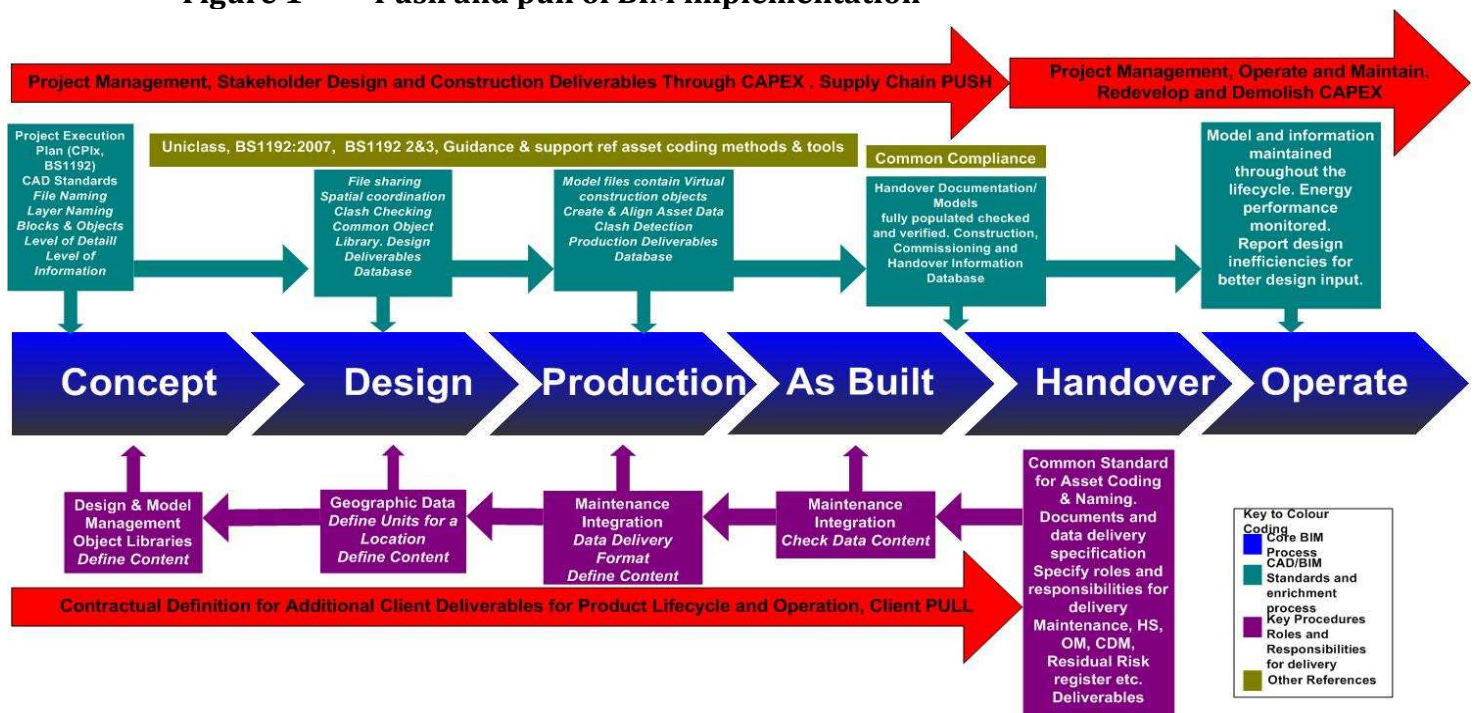 Figure 1 Push and pull of BIM implementation
Project Management, Stakeholder Design and Construction Deliverables Through CAPEX . Supply Chain PUSH
Project Management, Operate and Maintain.
Redevelop and Demolish CAPEX
Project Execution
Plan (CPIx,
BS1192)
CAD Standards
File Naming
Layer Naming
Blocks & Objects
Level of Detaill
Level of
Information
Uniclass, BS1192:2007, BS1192 2&3, Guidance & support ref asset coding methods & tools
File sharing
Spatial coordination
Clash Checking
Common Object
Library. Design
Deliverables
Database
Model files contain Virtual
construction objects
Create & Align Asset Data
Clash Detection
Production Deliverables
Database
Common Compliance
Handover Documentation/
Models
fully populated checked
and verified. Construction,
Commissioning and
Handover Information
Database
Model and information
maintained
throughout the
lifecycle. Energy
performance
monitored.
Report design
inefficiencies for
better design input.
Concept
Design
Production
As Built
Handover
Operate
Design & Model
Management
Object Libraries
Define Content
Geographic Data
Define Units for a
Location
Define Content
Maintenance
Integration
Data Delivery
Format
Define Content
Maintenance
Integration
Check Data Content
Common Standard
for Asset Coding
& Naming.
Documents and
data delivery
specification
Specify roles and
responsibilities for
delivery
Maintenance, HS,
OM, CDM,
Residual Risk
register etc.
Deliverables
Contractual Definition for Additional Client Deliverables for Product Lifecycle and Operation, Client PULL
Key to Colour
Coding
Core BIM
Process
CAD/BIM
Standards and
enrichment
process
Key Procedures
Roles and
Responsibilities
for delivery
Other References